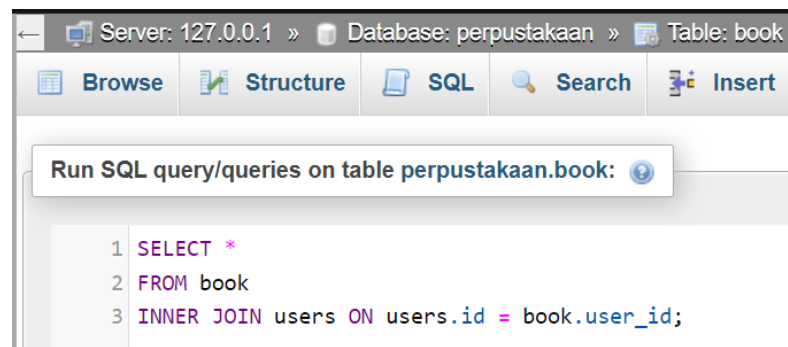 ← Server: 127.0.0.1 » Database: perpustakaan » Table: book
Browse Structure SQL Search Insert
Run SQL query/queries on table perpustakaan.book:
1 SELECT *
2 FROM book
3 INNER JOIN users ON users.id = book.user_id;